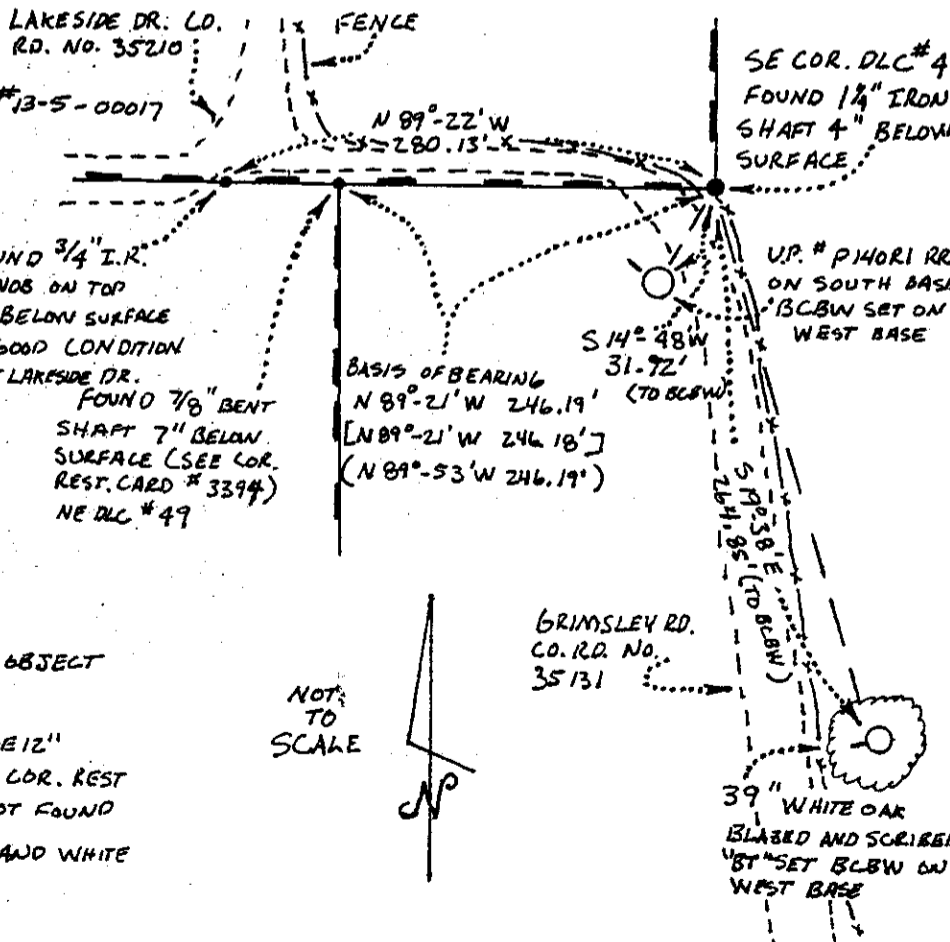 LAKESIDE DR. CO.
RD. NO. 35210
#13-5-00017
FENCE
N 89°-22' W
280.13'
SE COR. DLC #4
FOUND 1¼" IRON
SHAFT 4" BELOW
SURFACE
UND 3/4" I.R.
NOB ON TOP
BELOW SURFACE
GOOD CONDITION
LAKESIDE DR.
FOUND 7/8" BENT
SHAFT 7" BELOW
SURFACE (SEE COR.
REST. CARD # 3394)
NE DLC #49
BASIS OF BEARING
N 89°-21' W 246.19'
[N 89°-21' W 246.18']
(N 89°-53' W 246.19')
S 14°-48' W
31.92'
(TO BCBW)
U.P. # P140R1 RR
ON SOUTH BASE
BCBW SET ON
WEST BASE
S 19°-38' E
264.85' (TO BCBW)
GRIMSLEY RD.
CO. RD. NO.
35131
OBJECT
E 12"
COR. REST
OT FOUND
AND WHITE
NOT
TO
SCALE
N
39" WHITE OAK
BLAZED AND SCRIBED
"BT" SET BCBW ON
WEST BASE